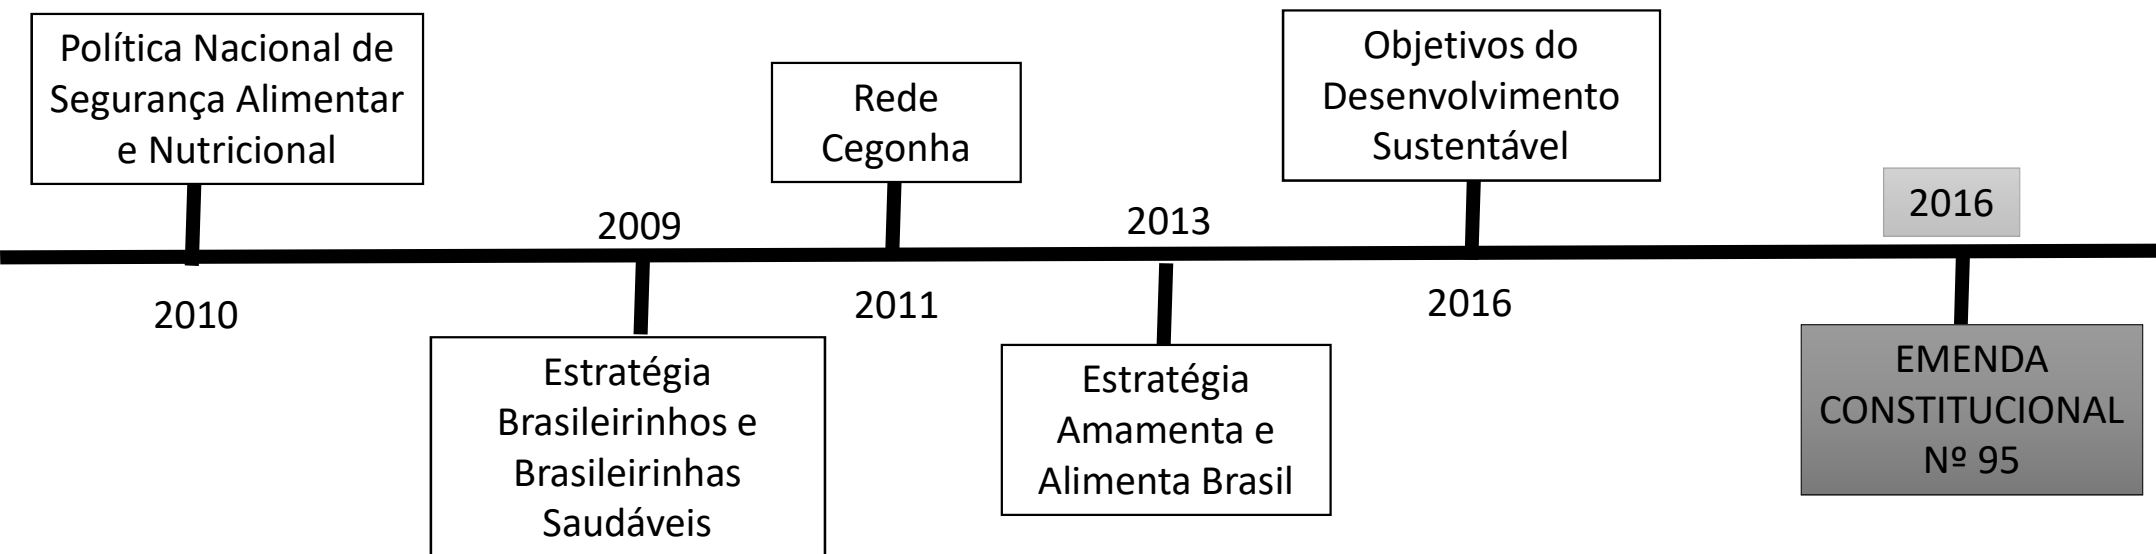 Política Nacional de
Segurança Alimentar
e Nutricional
2010
2009
Estratégia
Brasileirinhos e
Brasileirinhas
Saudáveis
Rede
Cegonha
2011
2013
Estratégia
Amamenta e
Alimenta Brasil
Objetivos do
Desenvolvimento
Sustentável
2016
2016
EMENDA
CONSTITUCIONAL
Nº 95